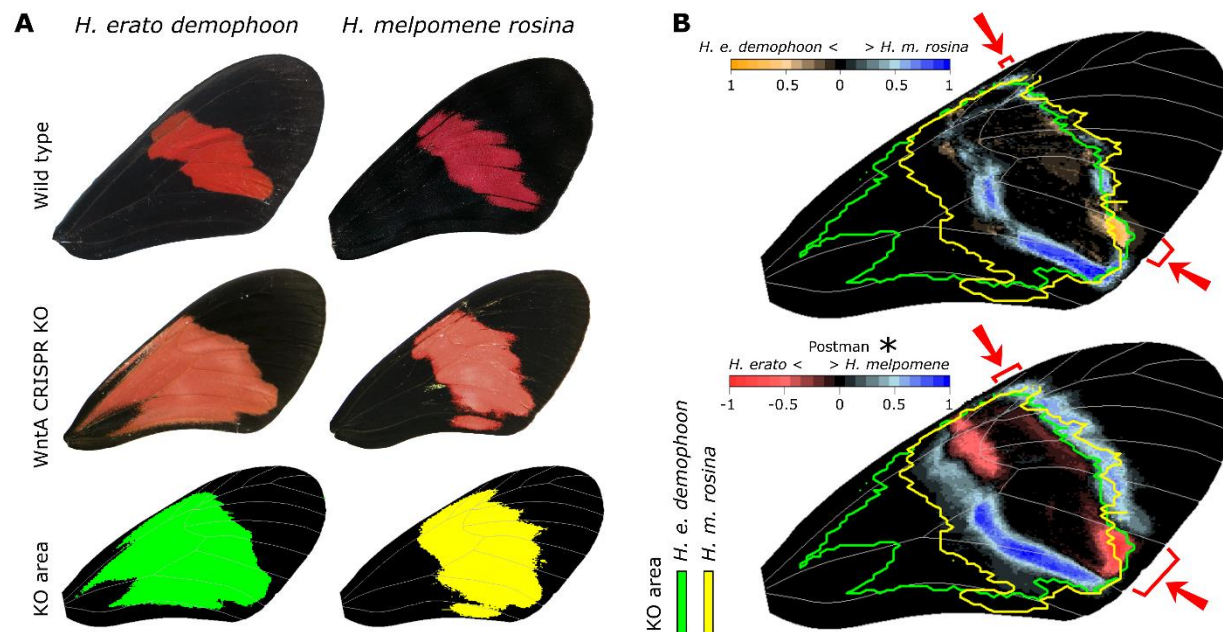 A
H. erato demophoon
H. melpomene rosina
Wild type
WntA CRISPR KO
KO area
B
H. e. demophoon < > H. m. rosina
1 0.5 0 0.5 1
Postman *
H. erato < > H. melpomene
-1 -0.5 0 0.5 1
KO area
H. e. demophoon
H. m. rosina